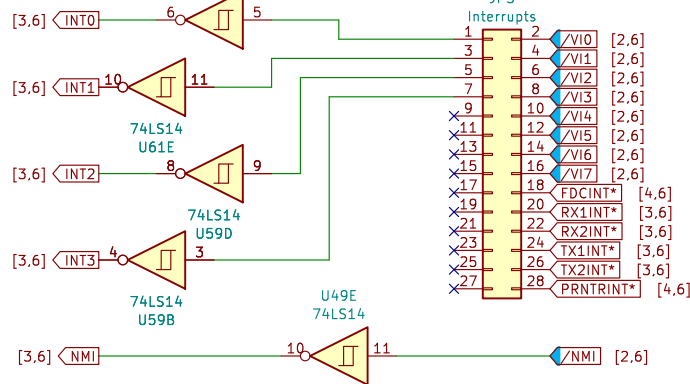 [3,6] INT0 6 5
Interrupts
1 2 /VI0 [2,6]
3 4 /VI1 [2,6]
5 6 /VI2 [2,6]
7 8 /VI3 [2,6]
9 10 /VI4 [2,6]
11 12 /VI5 [2,6]
13 14 /VI6 [2,6]
15 16 /VI7 [2,6]
17 18 FDCINT* [4,6]
19 20 RX1INT* [3,6]
21 22 RX2INT* [3,6]
23 24 TX1INT* [3,6]
25 26 TX2INT* [3,6]
27 28 PRNTRINT* [4,6]
[3,6] INT1 10 11
74LS14
U61E
[3,6] INT2 8 9
74LS14
U59D
[3,6] INT3 4 3
74LS14
U59B
U49E
74LS14
[3,6] NMI 10 11 /NMI [2,6]